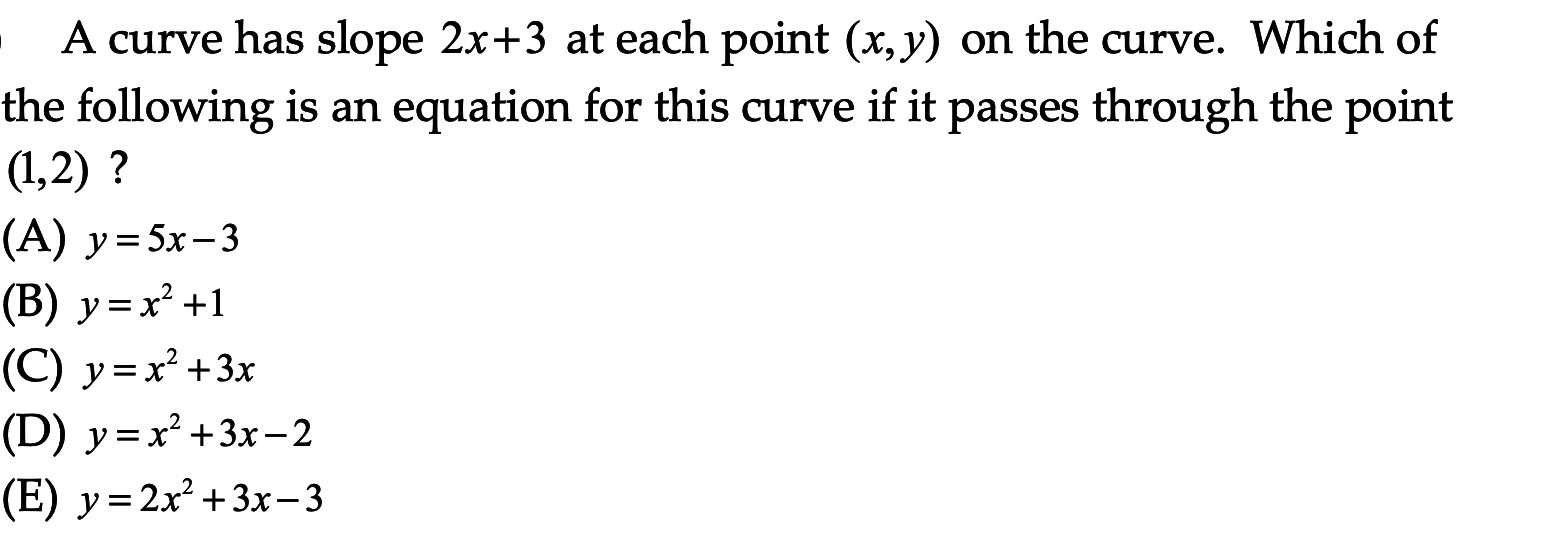 A curve has slope 2x+3 at each point (x,y) on the curve. Which of
the following is an equation for this curve if it passes through the point
(1,2) ?
(A) y=5x−3
(B) y=x²+1
(C) y=x²+3x
(D) y=x²+3x−2
(E) y=2x²+3x−3